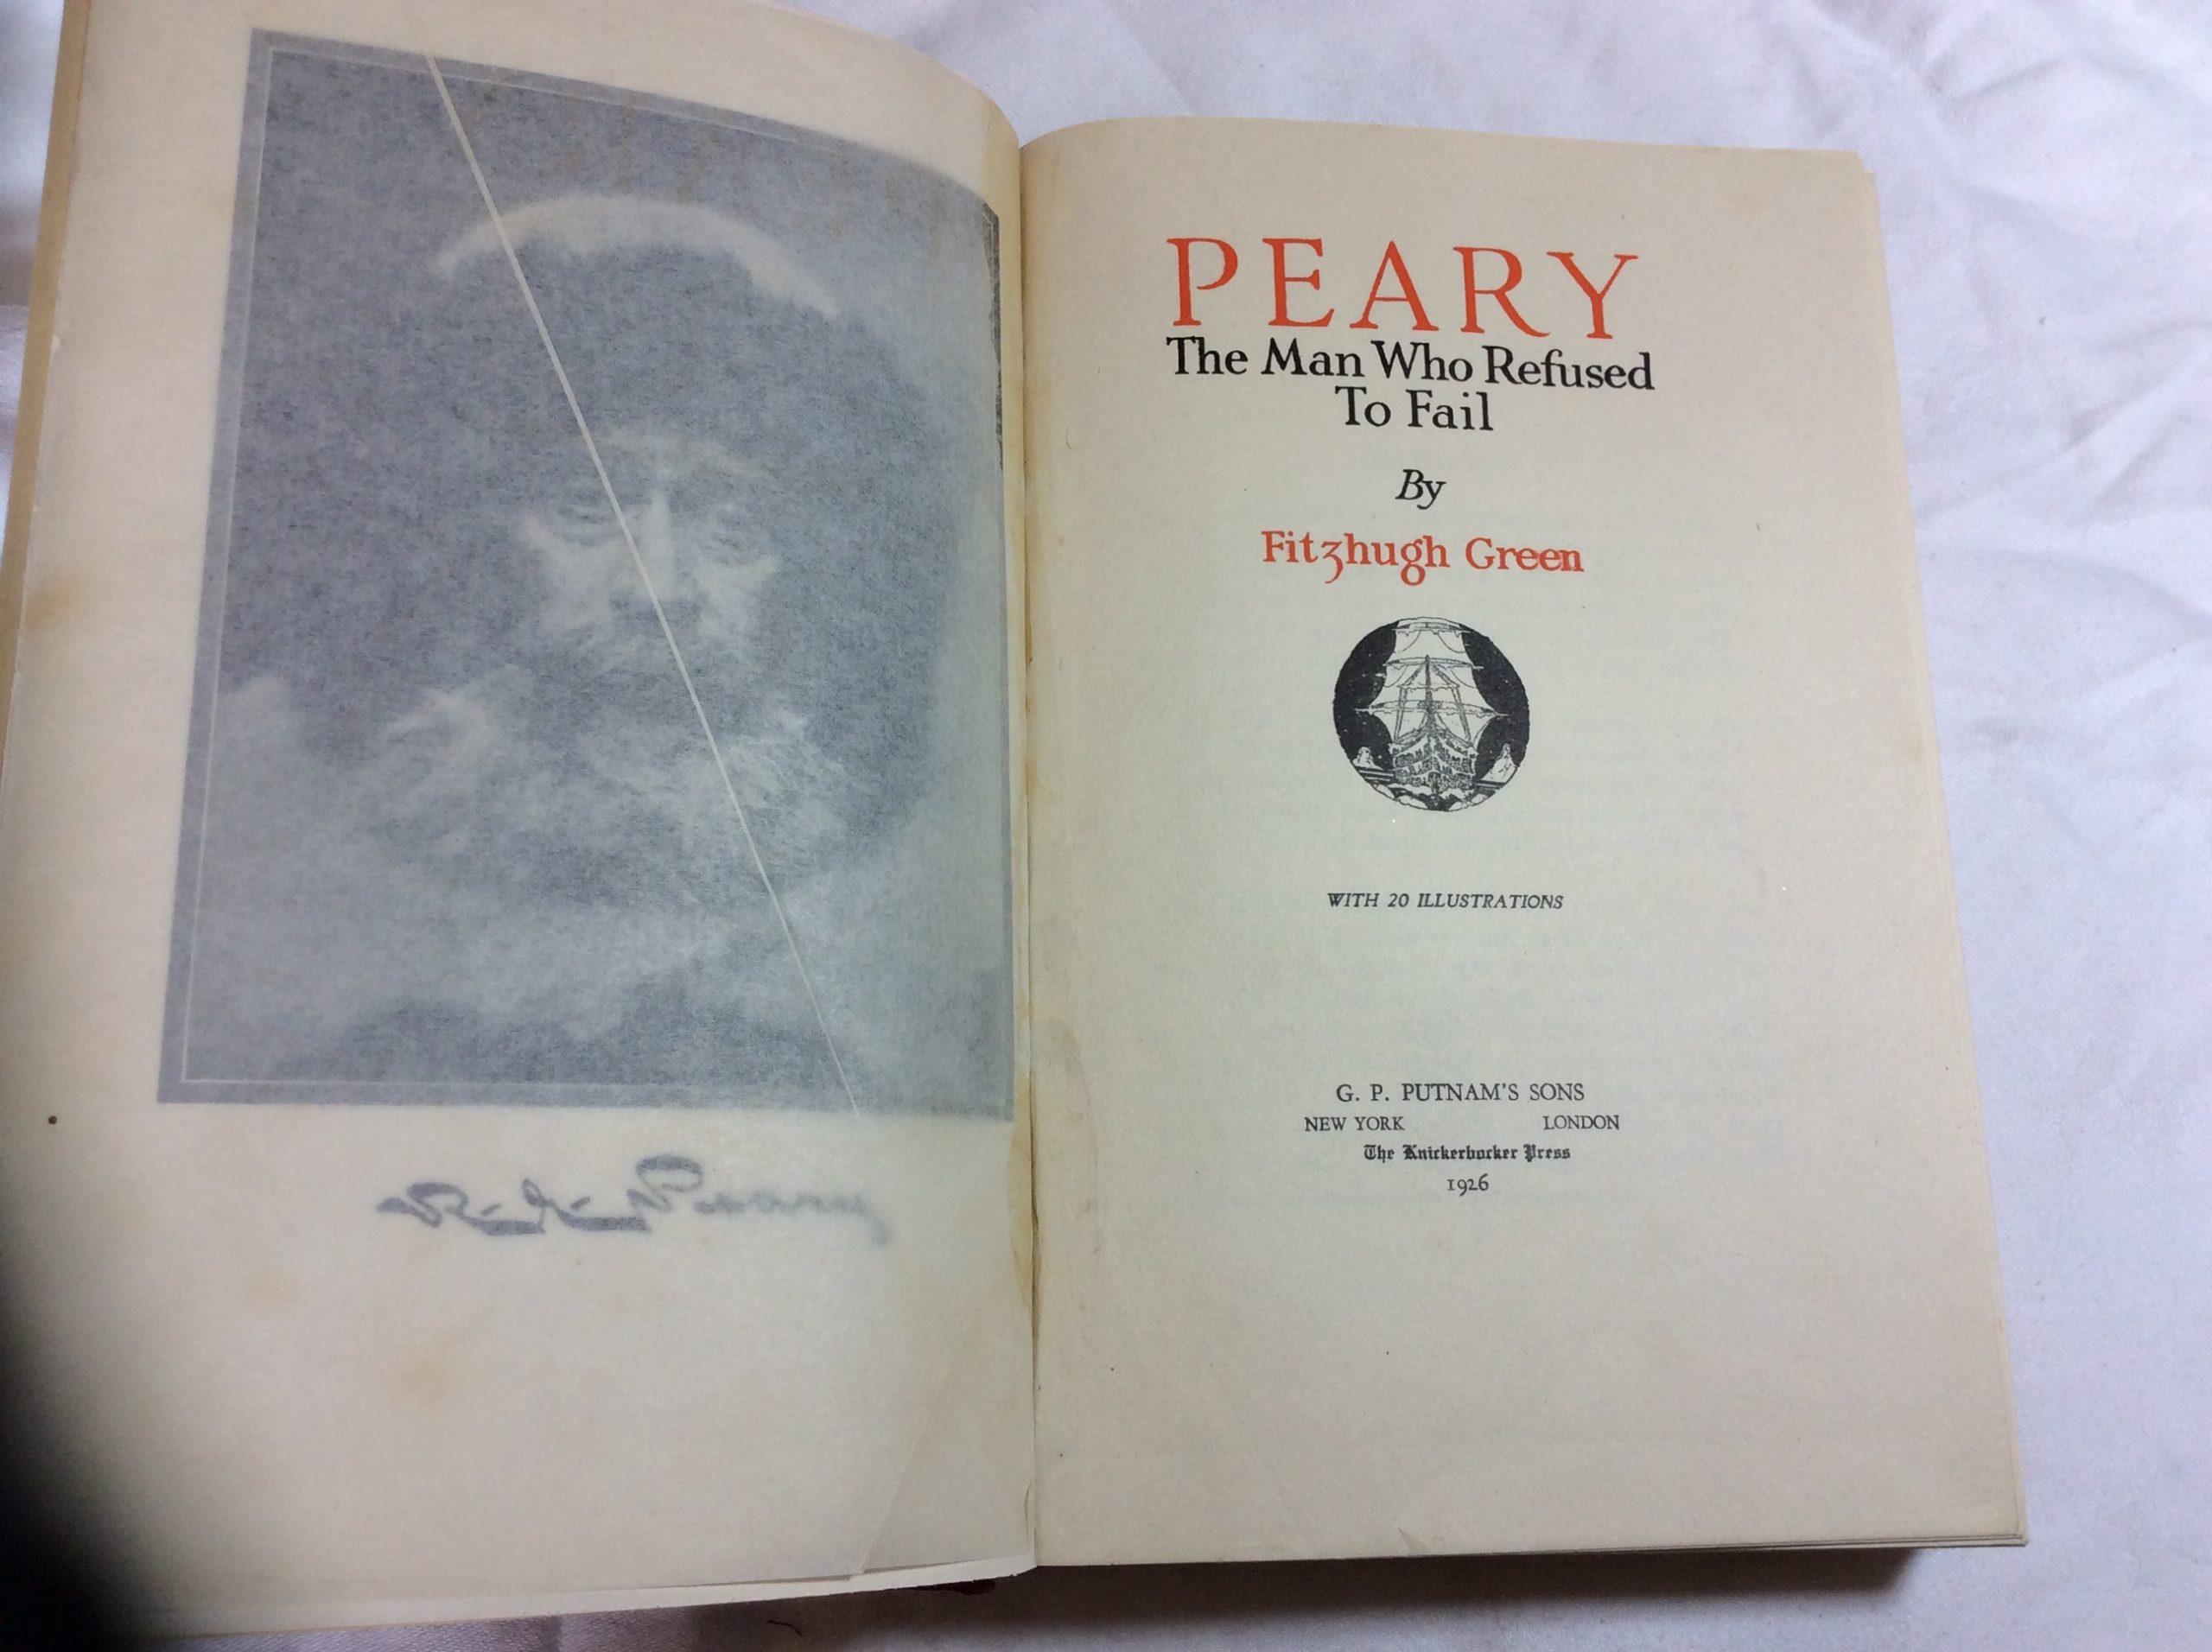 R. E. Peary
PEARY
The Man Who Refused
To Fail
By
Fitzhugh Green
WITH 20 ILLUSTRATIONS
G. P. PUTNAM'S SONS
NEW YORK LONDON
The Knickerbocker Press
1926